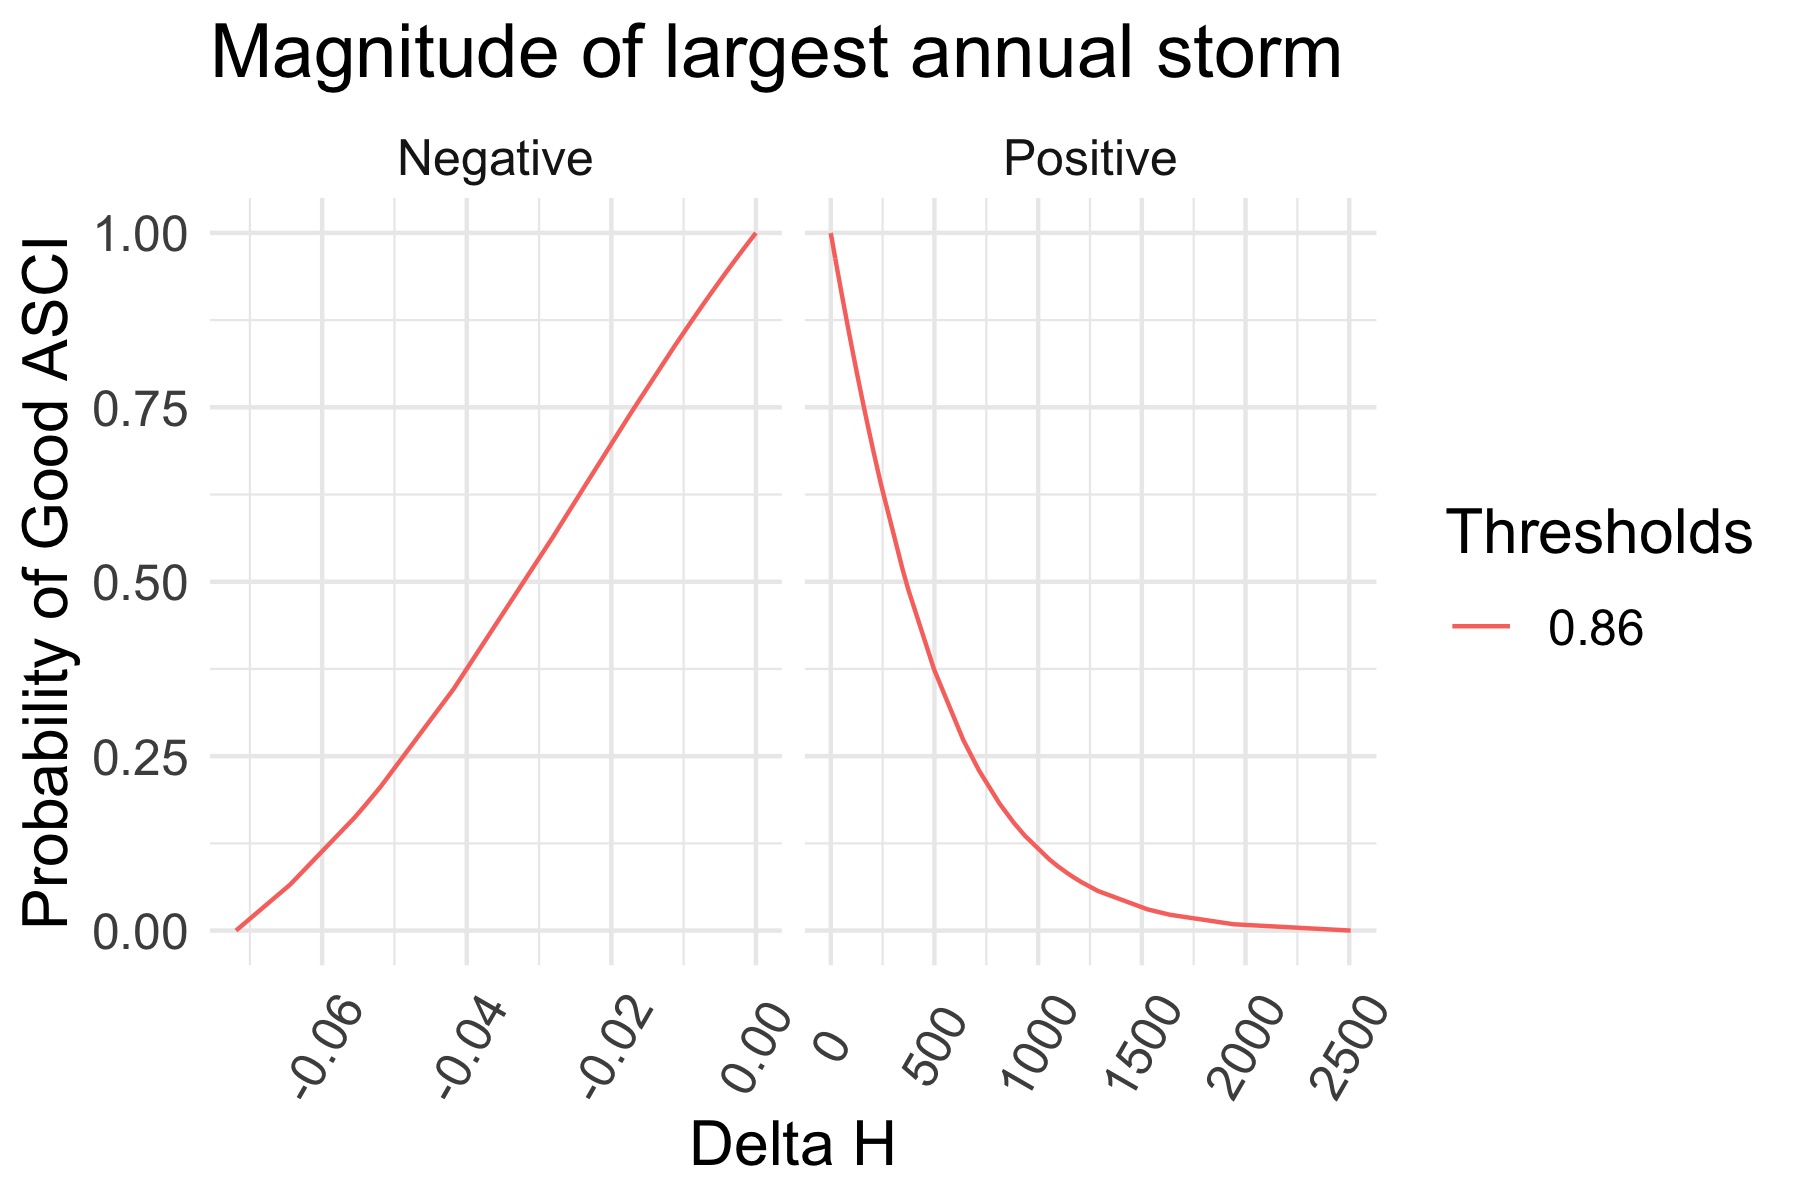 Magnitude of largest annual storm
Negative
Positive
Probability of Good ASCI
1.00
0.75
0.50
0.25
0.00
-0.06
-0.04
-0.02
0.00
0
500
1000
1500
2000
2500
Delta H
Thresholds
0.86